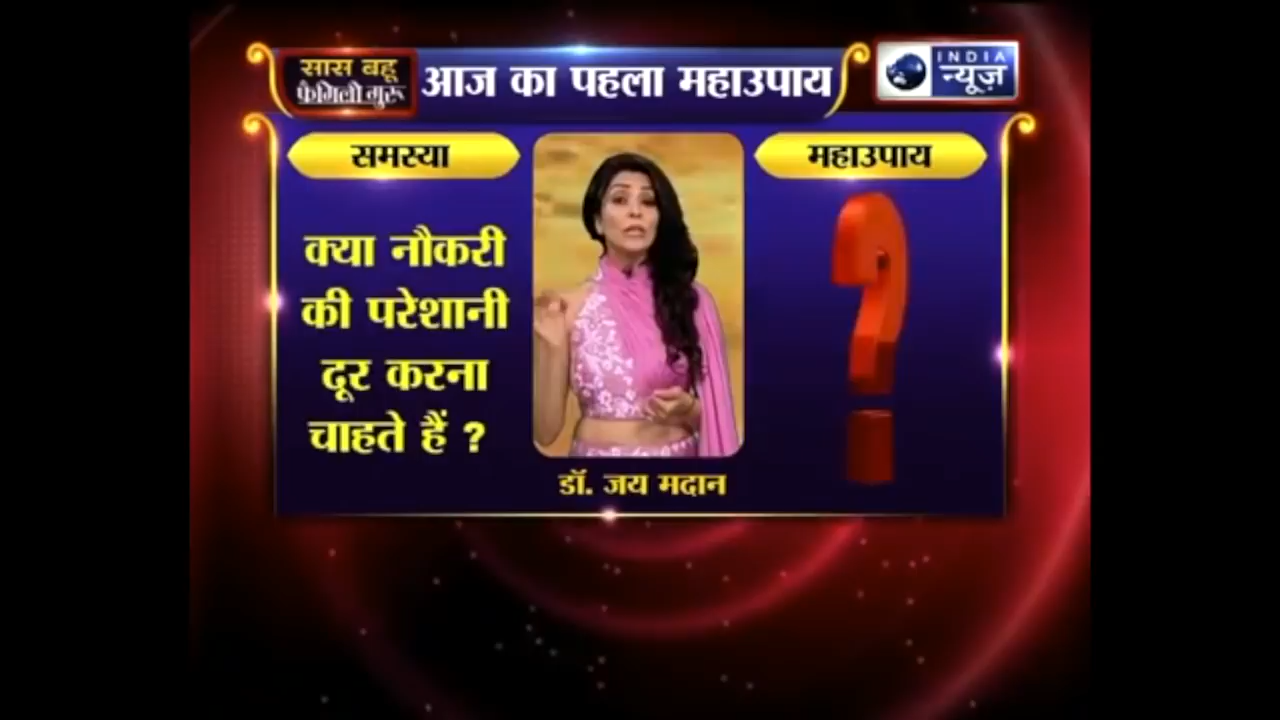 सास बहू
फ़ैमिली गुरू
आज का पहला महाउपाय
INDIA
न्यूज़
समस्या
महाउपाय
क्या नौकरी
की परेशानी
दूर करना
चाहते हैं ?
?
डॉ. जय मदान